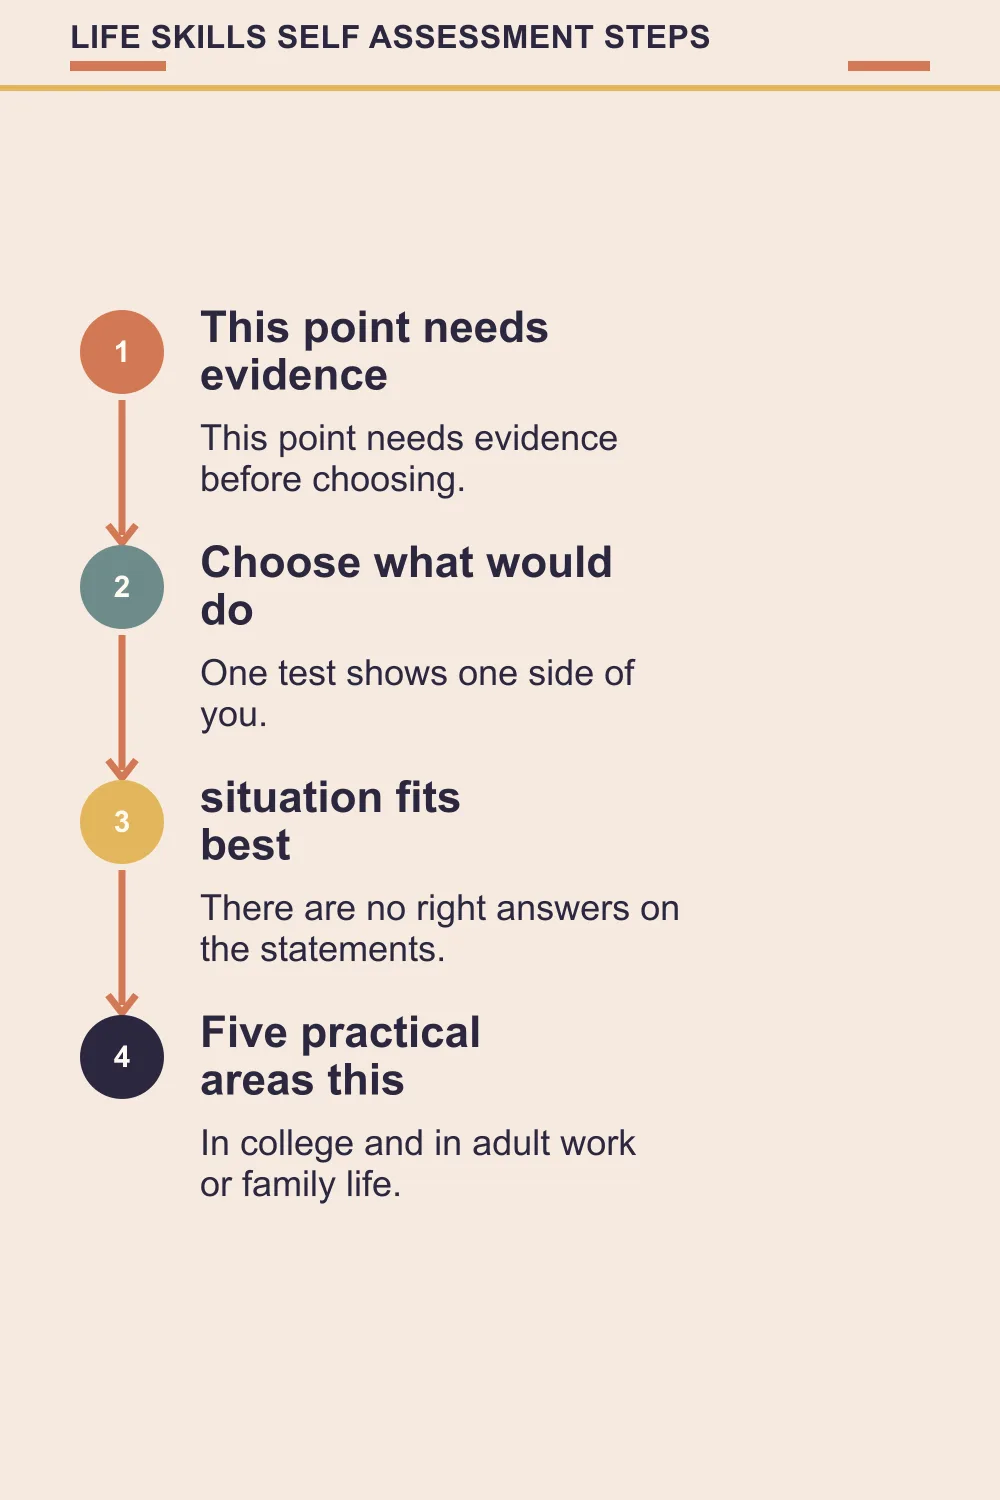 LIFE SKILLS SELF ASSESSMENT STEPS
1
This point needs
evidence
This point needs evidence
before choosing.
2
Choose what would
do
One test shows one side of
you.
3
situation fits
best
There are no right answers on
the statements.
4
Five practical
areas this
In college and in adult work
or family life.